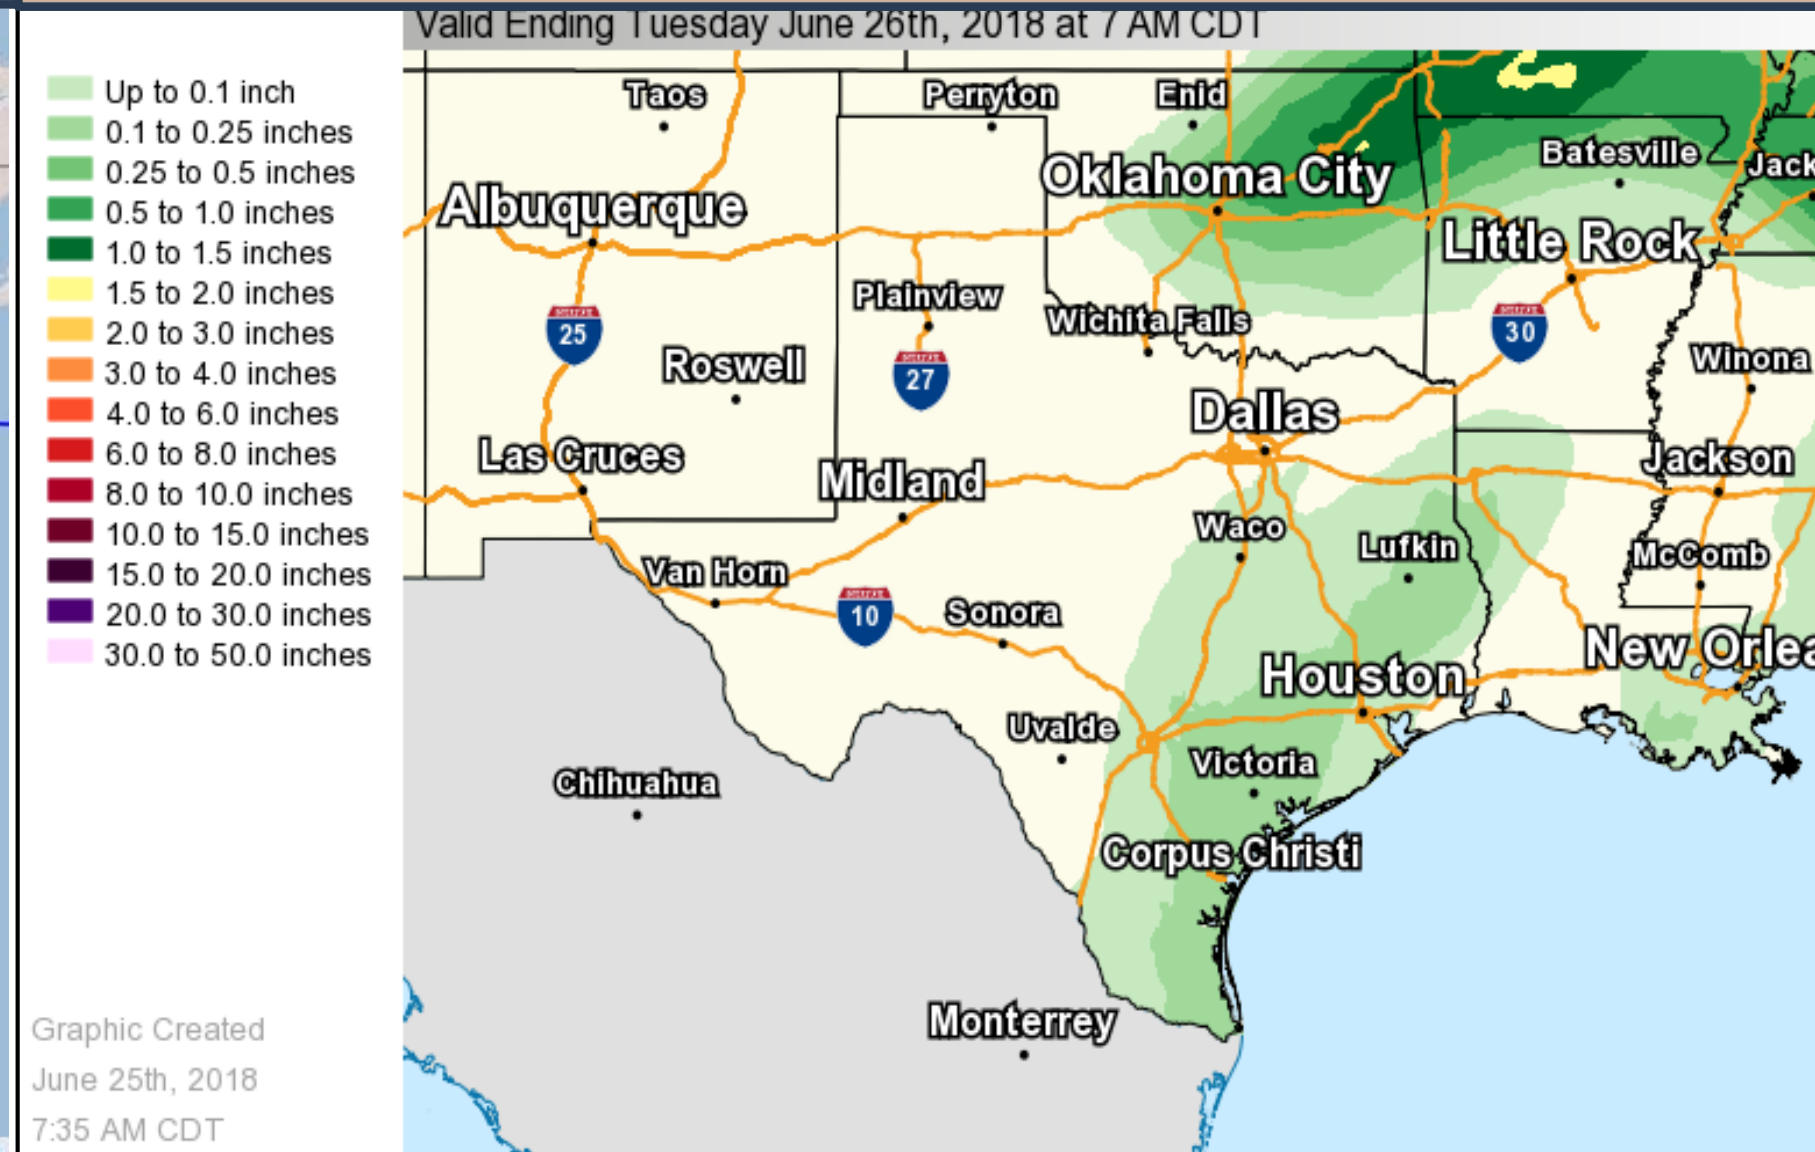 Valid Ending Tuesday June 26th, 2018 at 7 AM CDT
Up to 0.1 inch
0.1 to 0.25 inches
0.25 to 0.5 inches
0.5 to 1.0 inches
1.0 to 1.5 inches
1.5 to 2.0 inches
2.0 to 3.0 inches
3.0 to 4.0 inches
4.0 to 6.0 inches
6.0 to 8.0 inches
8.0 to 10.0 inches
10.0 to 15.0 inches
15.0 to 20.0 inches
20.0 to 30.0 inches
30.0 to 50.0 inches
Graphic Created
June 25th, 2018
7:35 AM CDT
Taos
Perryton
Enid
Batesville
Jack
Oklahoma City
Albuquerque
Little Rock
Plainview
Wichita Falls
25
30
Roswell
27
Winona
Dallas
Las Cruces
Midland
Jackson
Waco
Lufkin
McComb
Van Horn
10
Sonora
New Orlea
Houston
Uvalde
Victoria
Chihuahua
Corpus Christi
Monterrey